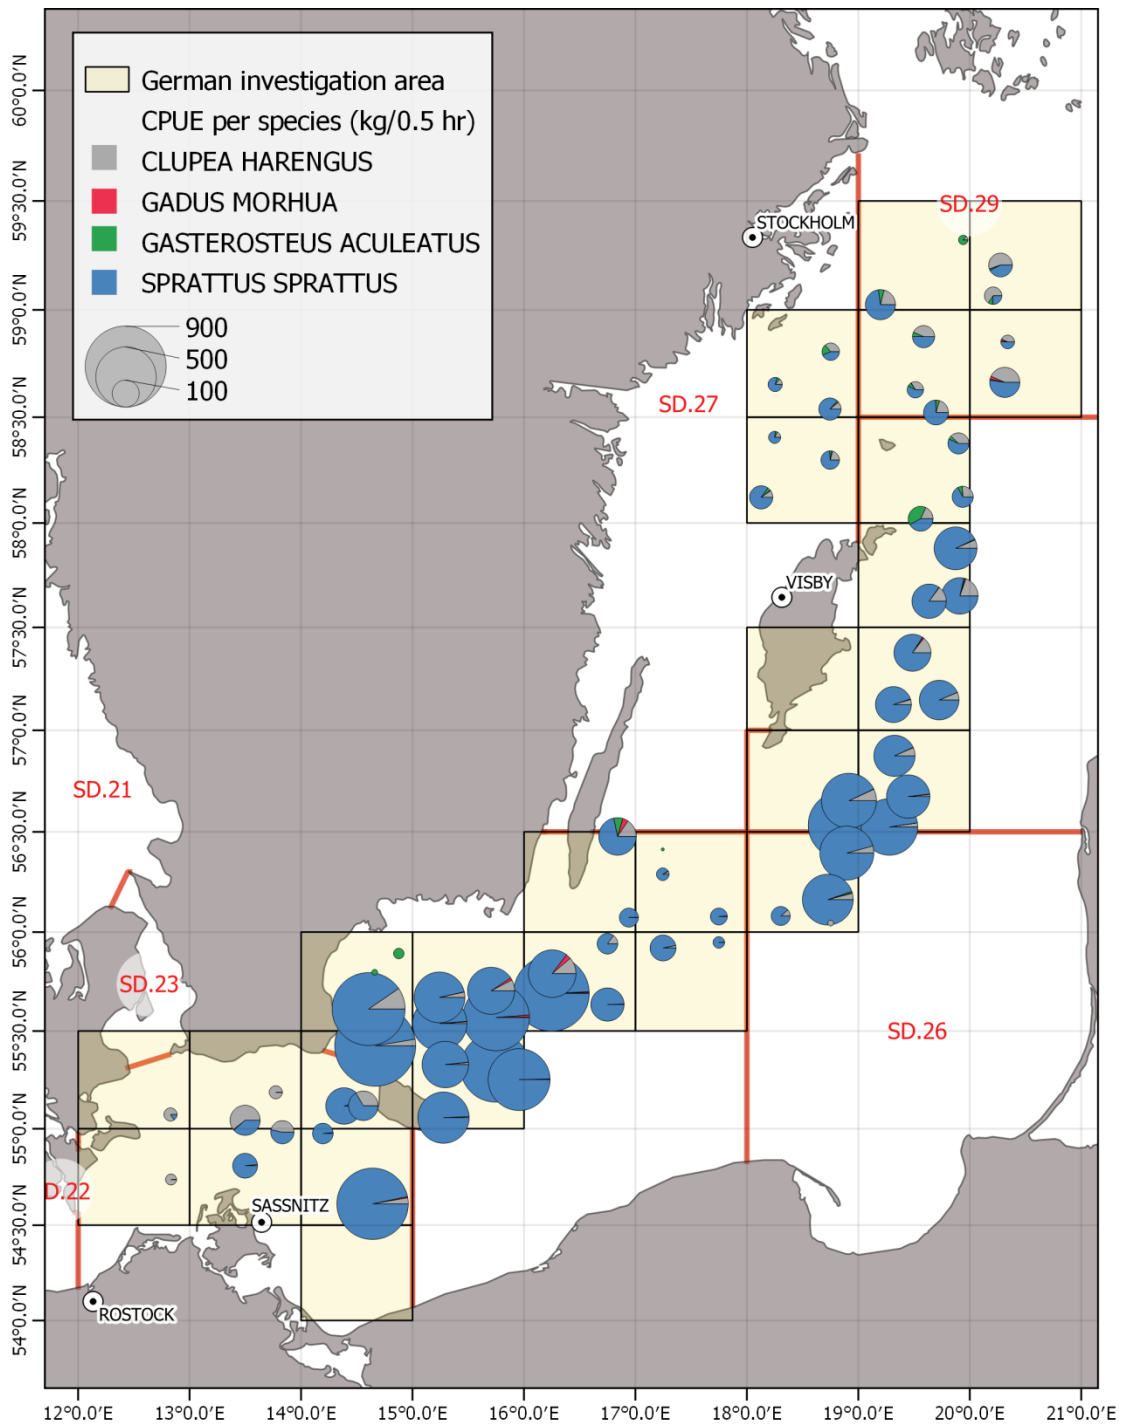 German investigation area
CPUE per species (kg/0.5 hr)
CLUPEA HARENGUS
GADUS MORHUA
GASTEROSTEUS ACULEATUS
SPRATTUS SPRATTUS
900
500
100
SD.29
STOCKHOLM
SD.27
VISBY
SD.21
SD.23
SD.26
D.22
SASSNITZ
ROSTOCK
60°0.0'N
59°30.0'N
59°0.0'N
58°30.0'N
58°0.0'N
57°30.0'N
57°0.0'N
56°30.0'N
56°0.0'N
55°30.0'N
55°0.0'N
54°30.0'N
54°0.0'N
12°0.0'E
13°0.0'E
14°0.0'E
15°0.0'E
16°0.0'E
17°0.0'E
18°0.0'E
19°0.0'E
20°0.0'E
21°0.0'E